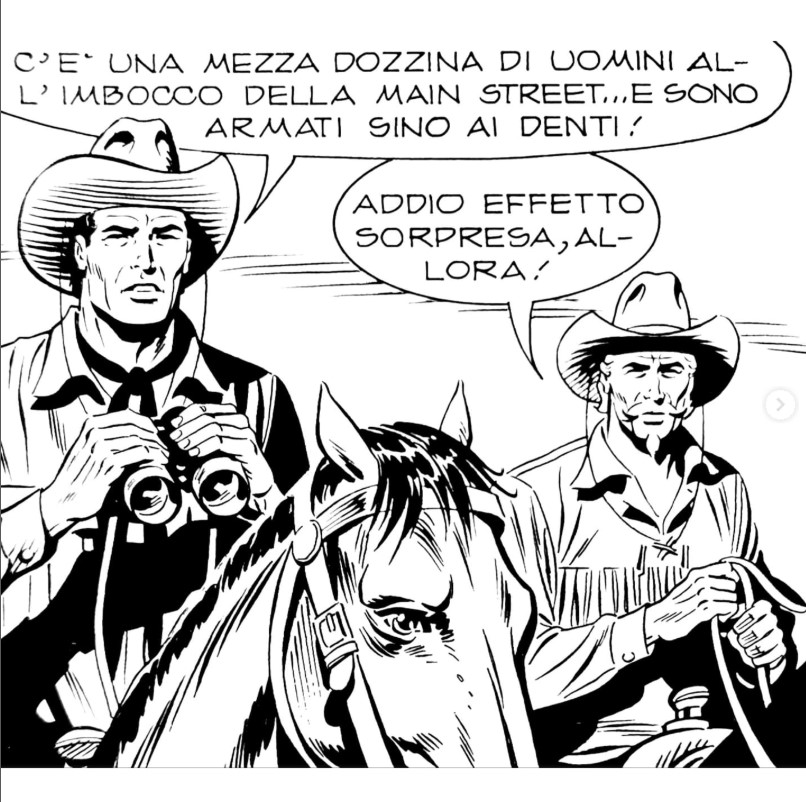 C'E' UNA MEZZA DOZZINA DI UOMINI AL-
L'IMBOCCO DELLA MAIN STREET...E SONO
ARMATI SINO AI DENTI!
ADDIO EFFETTO
SORPRESA, AL-
LORA!